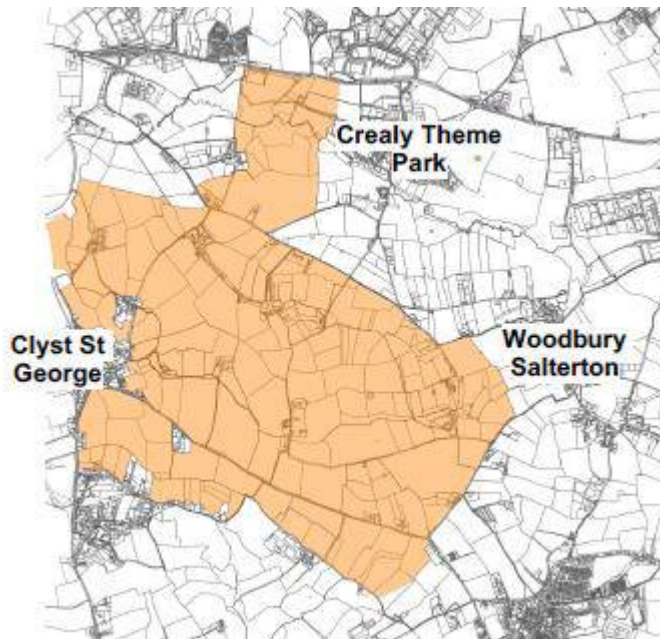 Crealy Theme
Park
Woodbury
Salterton
Clyst St
George